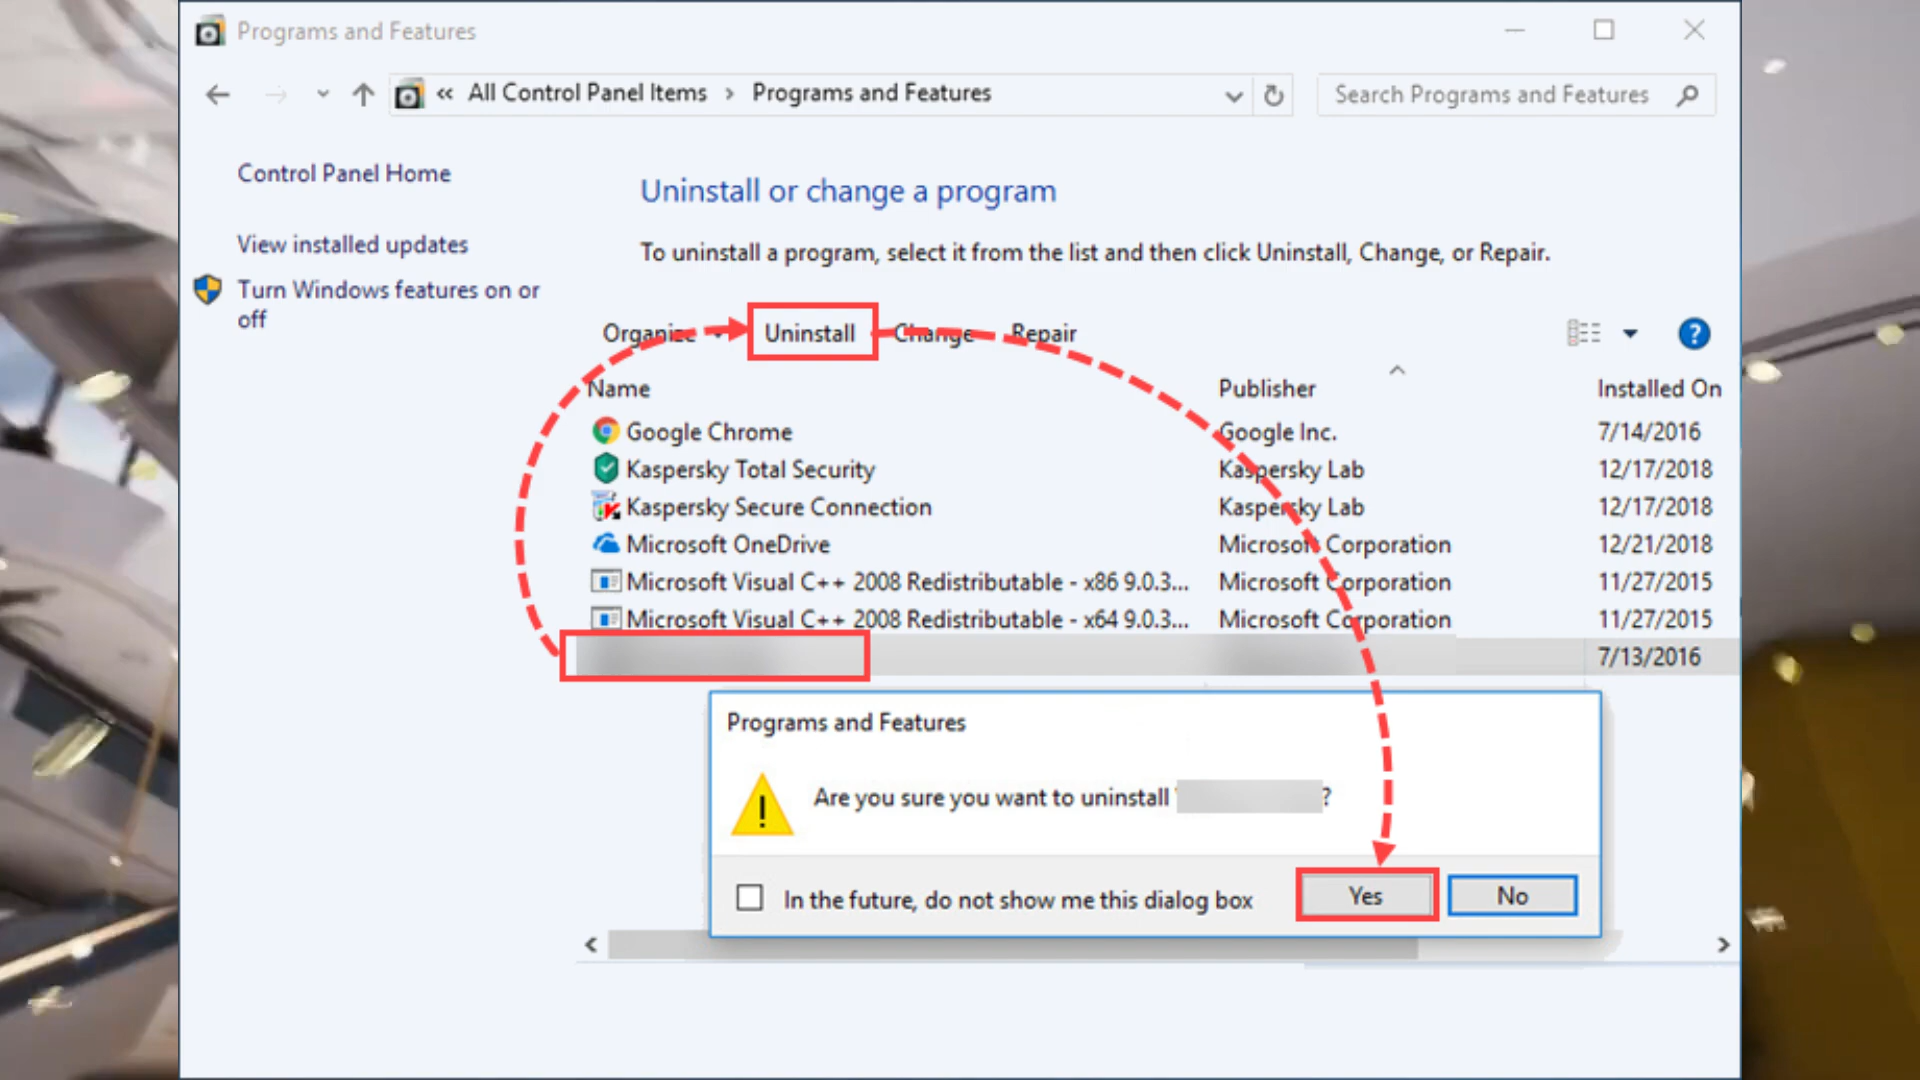 Programs and Features
« All Control Panel Items > Programs and Features
Search Programs and Features
Control Panel Home
View installed updates
Turn Windows features on or
off
Uninstall or change a program
To uninstall a program, select it from the list and then click Uninstall, Change, or Repair.
Organize Uninstall Change Repair
Name Publisher Installed On
Google Chrome Google Inc. 7/14/2016
Kaspersky Total Security Kaspersky Lab 12/17/2018
Kaspersky Secure Connection Kaspersky Lab 12/17/2018
Microsoft OneDrive Microsoft Corporation 12/21/2018
Microsoft Visual C++ 2008 Redistributable - x86 9.0.3... Microsoft Corporation 11/27/2015
Microsoft Visual C++ 2008 Redistributable - x64 9.0.3... Microsoft Corporation 11/27/2015
7/13/2016
Programs and Features
Are you sure you want to uninstall ?
In the future, do not show me this dialog box
Yes No